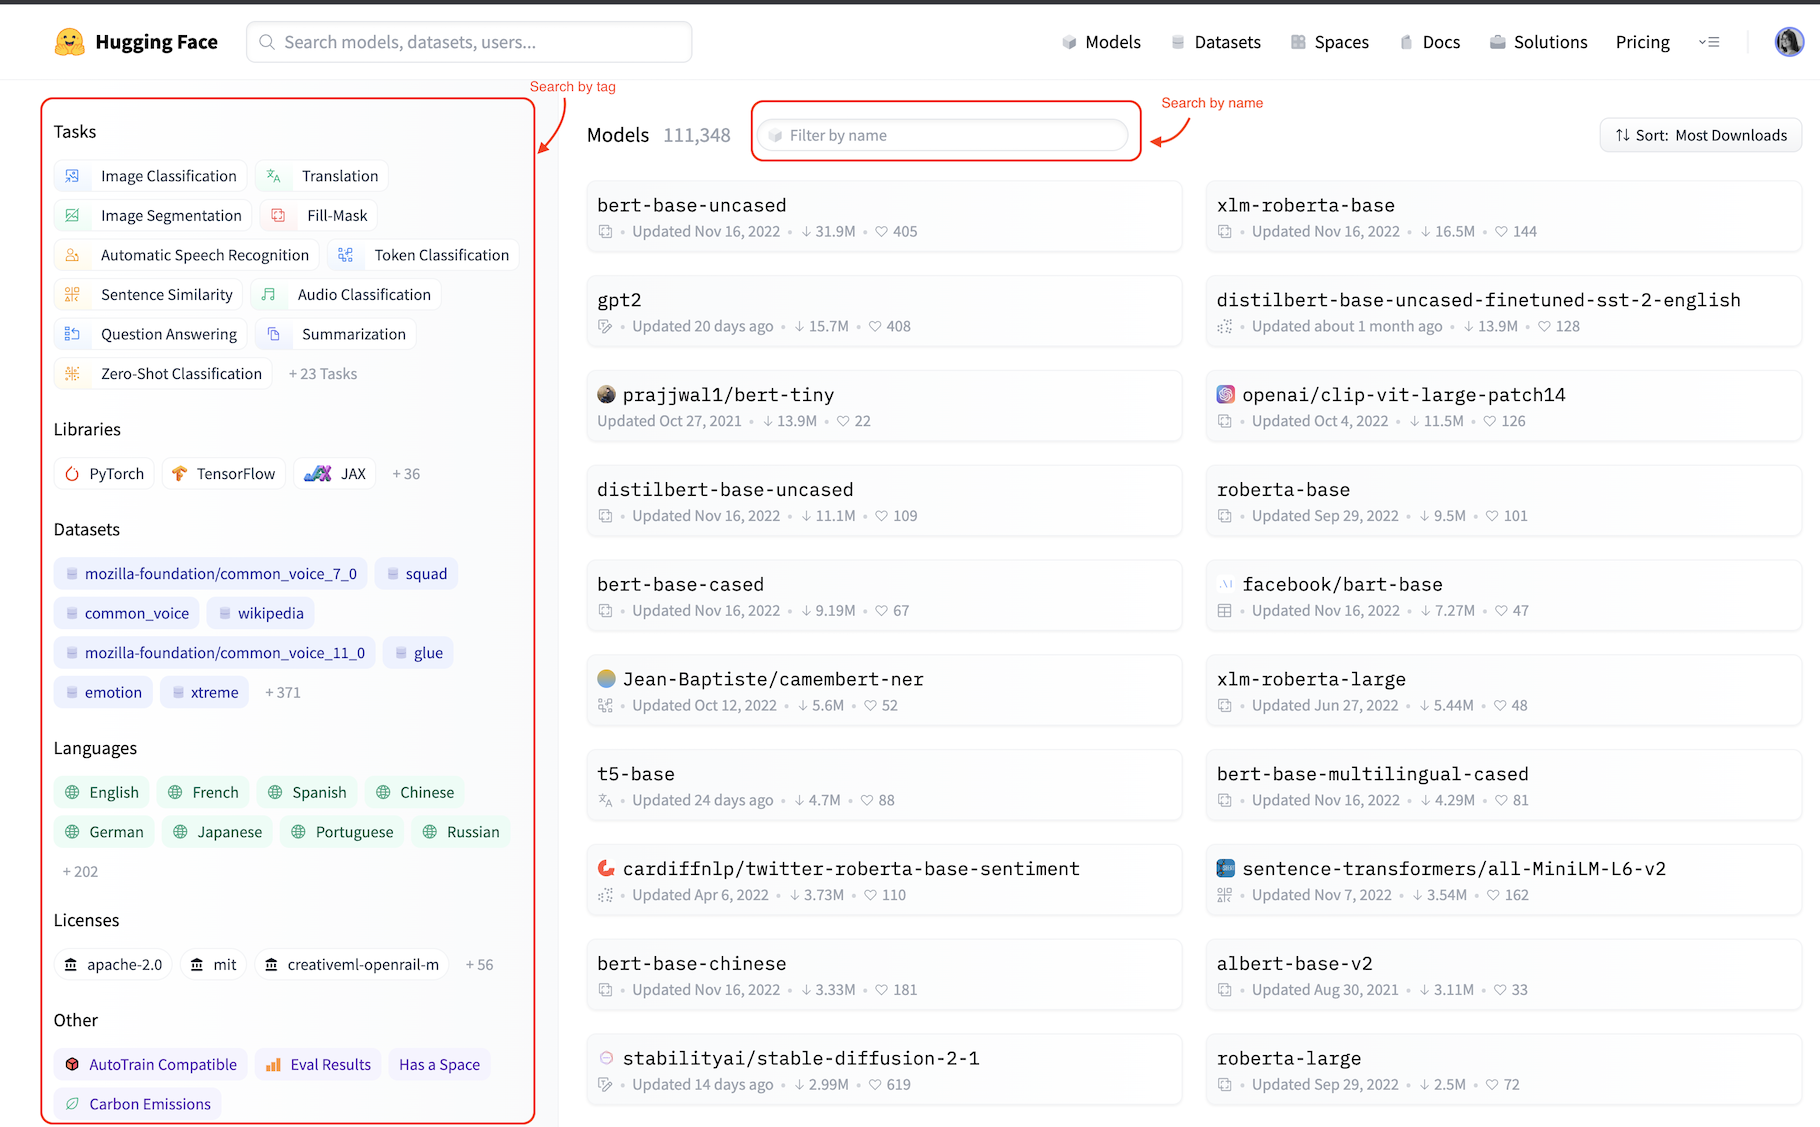 Hugging Face
Search models, datasets, users...
Models
Datasets
Spaces
Docs
Solutions
Pricing
Search by tag
Search by name
Tasks
Image Classification
Translation
Image Segmentation
Fill-Mask
Automatic Speech Recognition
Token Classification
Sentence Similarity
Audio Classification
Question Answering
Summarization
Zero-Shot Classification
+ 23 Tasks
Libraries
PyTorch
TensorFlow
JAX
+ 36
Datasets
mozilla-foundation/common_voice_7_0
squad
common_voice
wikipedia
mozilla-foundation/common_voice_11_0
glue
emotion
xtreme
+ 371
Languages
English
French
Spanish
Chinese
German
Japanese
Portuguese
Russian
+ 202
Licenses
apache-2.0
mit
creativeml-openrail-m
+ 56
Other
AutoTrain Compatible
Eval Results
Has a Space
Carbon Emissions
Models 111,348
Filter by name
↑↓ Sort: Most Downloads
bert-base-uncased
• Updated Nov 16, 2022 • ↓ 31.9M • ♡ 405
xlm-roberta-base
• Updated Nov 16, 2022 • ↓ 16.5M • ♡ 144
gpt2
• Updated 20 days ago • ↓ 15.7M • ♡ 408
distilbert-base-uncased-finetuned-sst-2-english
• Updated about 1 month ago • ↓ 13.9M • ♡ 128
prajjwal1/bert-tiny
Updated Oct 27, 2021 • ↓ 13.9M • ♡ 22
openai/clip-vit-large-patch14
• Updated Oct 4, 2022 • ↓ 11.5M • ♡ 126
distilbert-base-uncased
• Updated Nov 16, 2022 • ↓ 11.1M • ♡ 109
roberta-base
• Updated Sep 29, 2022 • ↓ 9.5M • ♡ 101
bert-base-cased
• Updated Nov 16, 2022 • ↓ 9.19M • ♡ 67
facebook/bart-base
• Updated Nov 16, 2022 • ↓ 7.27M • ♡ 47
Jean-Baptiste/camembert-ner
• Updated Oct 12, 2022 • ↓ 5.6M • ♡ 52
xlm-roberta-large
• Updated Jun 27, 2022 • ↓ 5.44M • ♡ 48
t5-base
• Updated 24 days ago • ↓ 4.7M • ♡ 88
bert-base-multilingual-cased
• Updated Nov 16, 2022 • ↓ 4.29M • ♡ 81
cardiffnlp/twitter-roberta-base-sentiment
• Updated Apr 6, 2022 • ↓ 3.73M • ♡ 110
sentence-transformers/all-MiniLM-L6-v2
• Updated Nov 7, 2022 • ↓ 3.54M • ♡ 162
bert-base-chinese
• Updated Nov 16, 2022 • ↓ 3.33M • ♡ 181
albert-base-v2
• Updated Aug 30, 2021 • ↓ 3.11M • ♡ 33
stabilityai/stable-diffusion-2-1
• Updated 14 days ago • ↓ 2.99M • ♡ 619
roberta-large
• Updated Sep 29, 2022 • ↓ 2.5M • ♡ 72